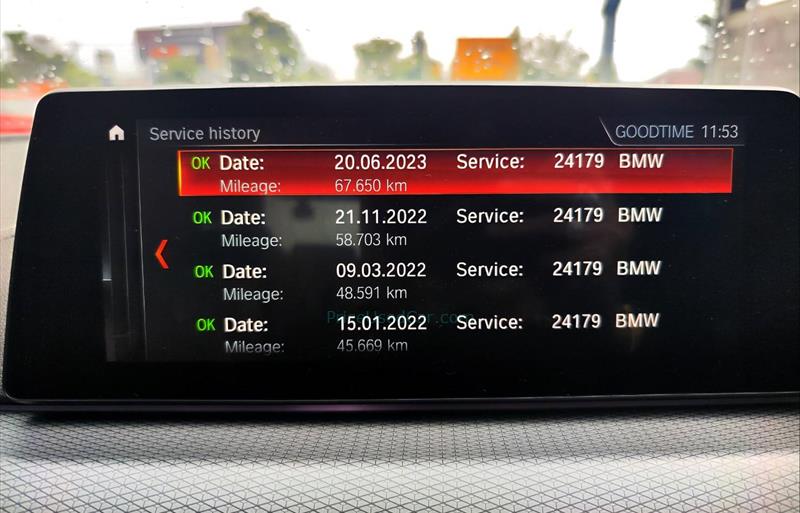 Service history GOODTIME 11:53
OK Date: 20.06.2023 Service: 24179 BMW
Mileage: 67.650 km
OK Date: 21.11.2022 Service: 24179 BMW
Mileage: 58.703 km
OK Date: 09.03.2022 Service: 24179 BMW
Mileage: 48.591 km
PriceUsedCar.com
OK Date: 15.01.2022 Service: 24179 BMW
Mileage: 45.669 km